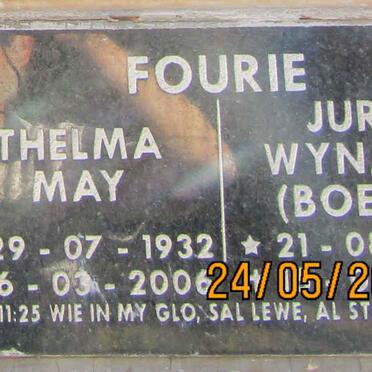 FOURIE
THELMA JUR
MAY WYN
(BOE
29 - 07 - 1932 ★ 21 - 0
6 - 03 - 2006
24/05/2
11:25 WIE IN MY GLO, SAL LEWE, AL ST